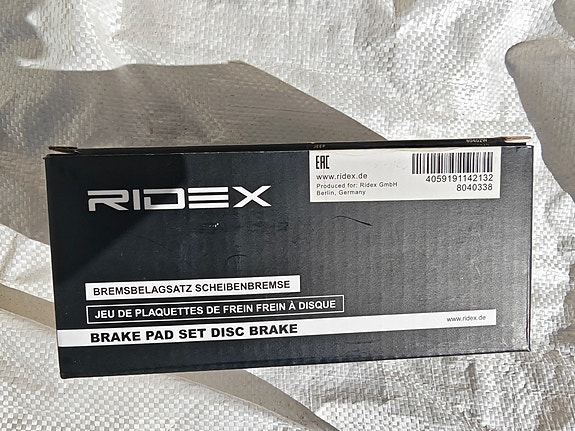 JEEP
RIDEX
EAC
www.ridex.de
Produced for: Ridex GmbH
Berlin, Germany
4059191142132
8040338
BREMSBELAGSATZ SCHEIBENBREMSE
JEU DE PLAQUETTES DE FREIN FREIN À DISQUE
BRAKE PAD SET DISC BRAKE
www.ridex.de